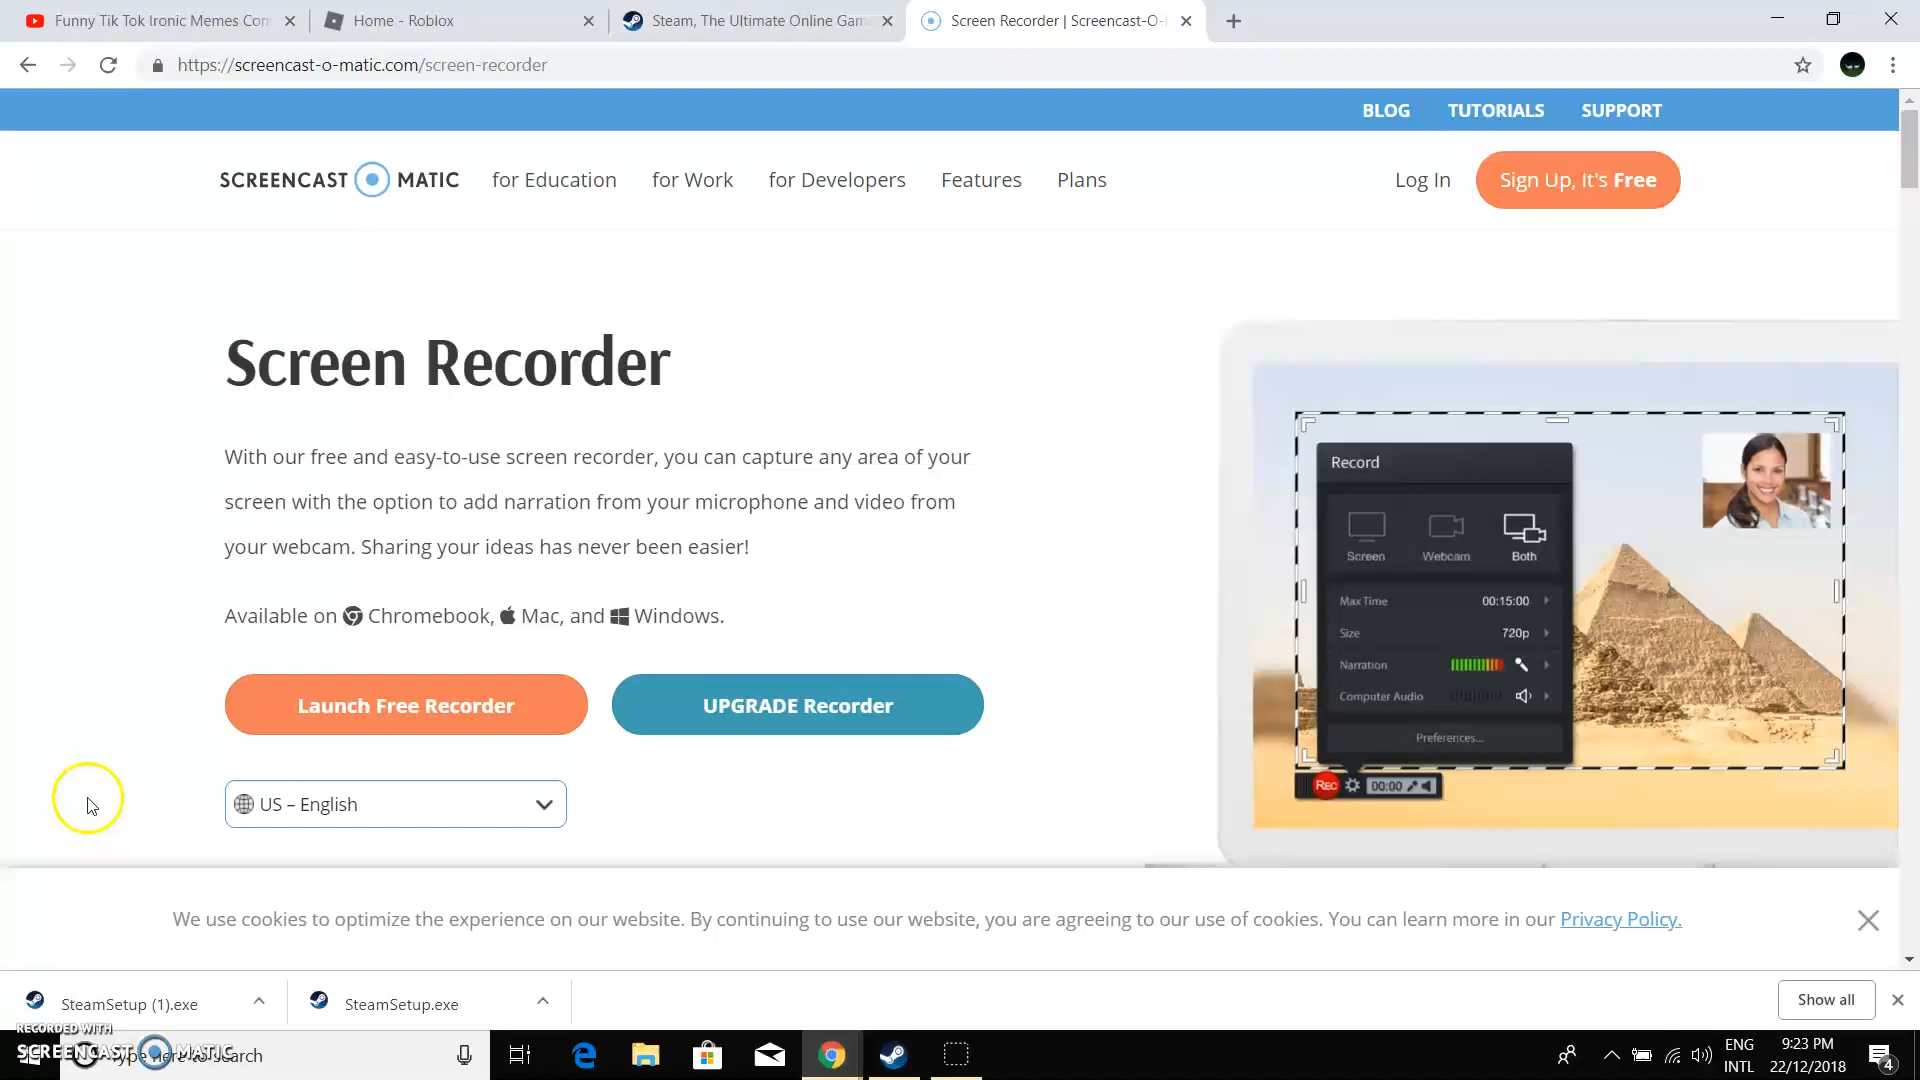 Funny Tik Tok Ironic Memes Com
Home - Roblox
Steam, The Ultimate Online Gam
Screen Recorder | Screencast-O-
https://screencast-o-matic.com/screen-recorder
BLOG TUTORIALS SUPPORT
SCREENCAST MATIC for Education for Work for Developers Features Plans Log In Sign Up, It's Free
Screen Recorder
With our free and easy-to-use screen recorder, you can capture any area of your
screen with the option to add narration from your microphone and video from
your webcam. Sharing your ideas has never been easier!
Available on Chromebook, Mac, and Windows.
Launch Free Recorder UPGRADE Recorder
US – English
Record
Screen Webcam Both
Max Time 00:15:00
Size 720p
Narration
Computer Audio
Preferences...
Rec 00:00
We use cookies to optimize the experience on our website. By continuing to use our website, you are agreeing to our use of cookies. You can learn more in our Privacy Policy.
SteamSetup (1).exe SteamSetup.exe Show all
RECORDED WITH
SCREENCAST MATIC
Type here to search
ENG
INTL
9:23 PM
22/12/2018
4